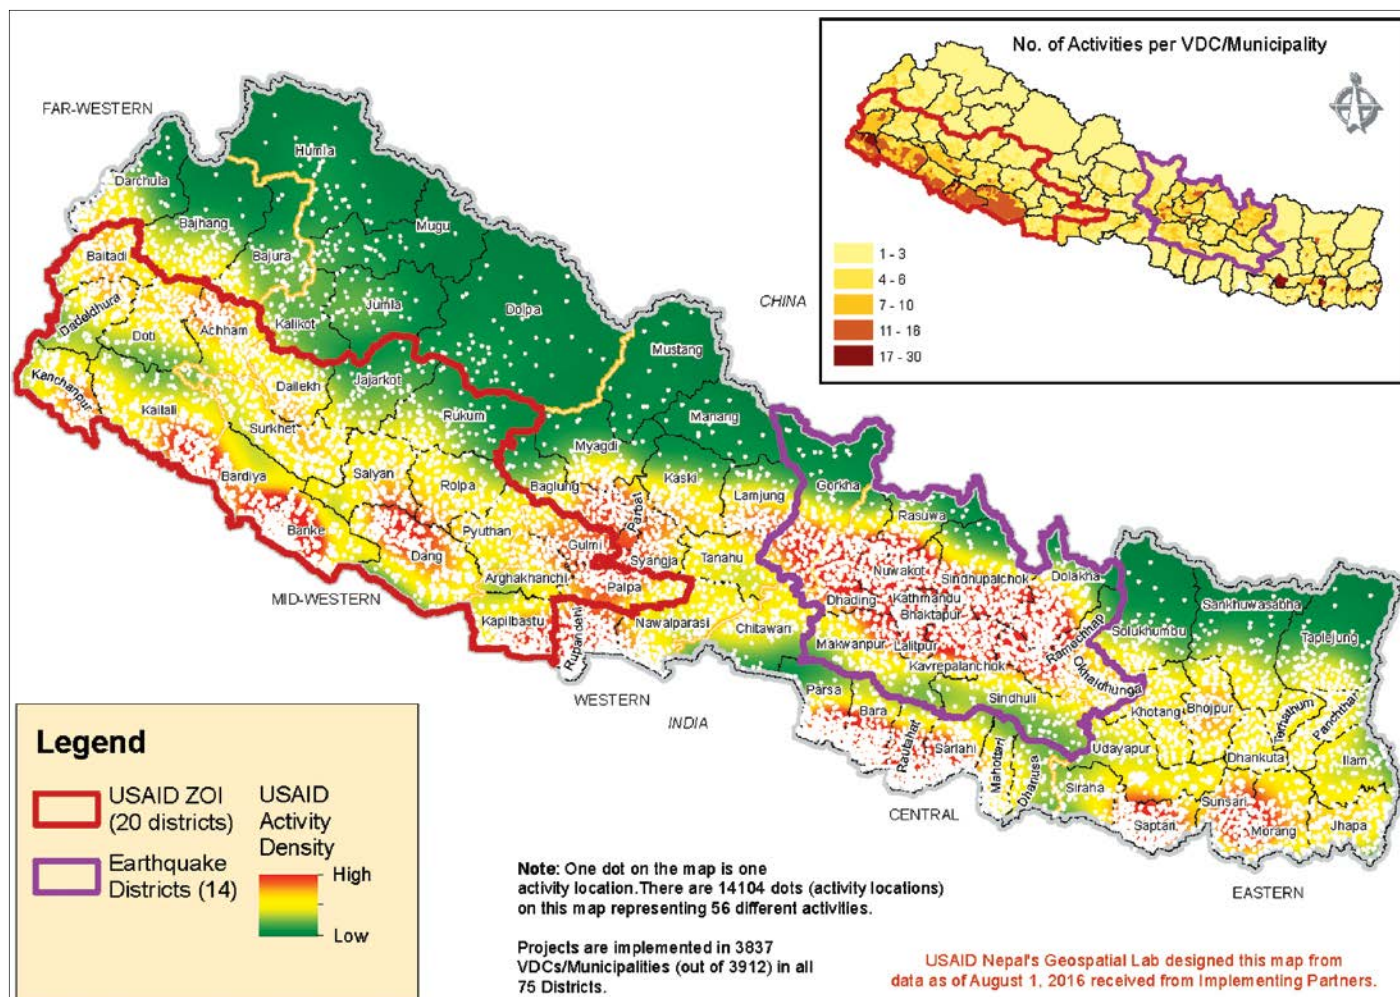 No. of Activities per VDC/Municipality
1 - 3
4 - 6
7 - 10
11 - 16
17 - 30
FAR-WESTERN
CHINA
Humla
Darchula
Bajhang
Mugu
Baitadi
Bajura
Dadeldhura
Doti
Achham
Kalikot
Jumla
Dolpa
Mustang
Kanchanpur
Kailali
Dailekh
Jajarkot
Rukum
Manang
Surkhet
Myagdi
Bardiya
Salyan
Rolpa
Baglung
Parbat
Kaski
Lamjung
Gorkha
Rasuwa
Banke
Dang
Pyuthan
Gulmi
Syangja
Tanahu
Nuwakot
Sindhupalchok
Dolakha
Arghakhanchi
Palpa
Dhading
Kathmandu
Bhaktapur
Sankhuwasabha
MID-WESTERN
Kapilbastu
Rupandehi
Nawalparasi
Chitawan
Makwanpur
Lalitpur
Kavrepalanchok
Ramechhap
Okhaldhunga
Solukhumbu
Taplejung
WESTERN
INDIA
Parsa
Bara
Rautahat
Sarlahi
Mahottari
Dhanusa
Sindhuli
Khotang
Bhojpur
Terhathum
Panchthar
Udayapur
Dhankuta
Ilam
Siraha
Saptari
Sunsari
Morang
Jhapa
CENTRAL
EASTERN
Legend
USAID ZOI
(20 districts)
Earthquake
Districts (14)
USAID
Activity
Density
High
Low
Note: One dot on the map is one
activity location.There are 14104 dots (activity locations)
on this map representing 56 different activities.
Projects are implemented in 3837
VDCs/Municipalities (out of 3912) in all
75 Districts.
USAID Nepal's Geospatial Lab designed this map from
data as of August 1, 2016 received from Implementing Partners.